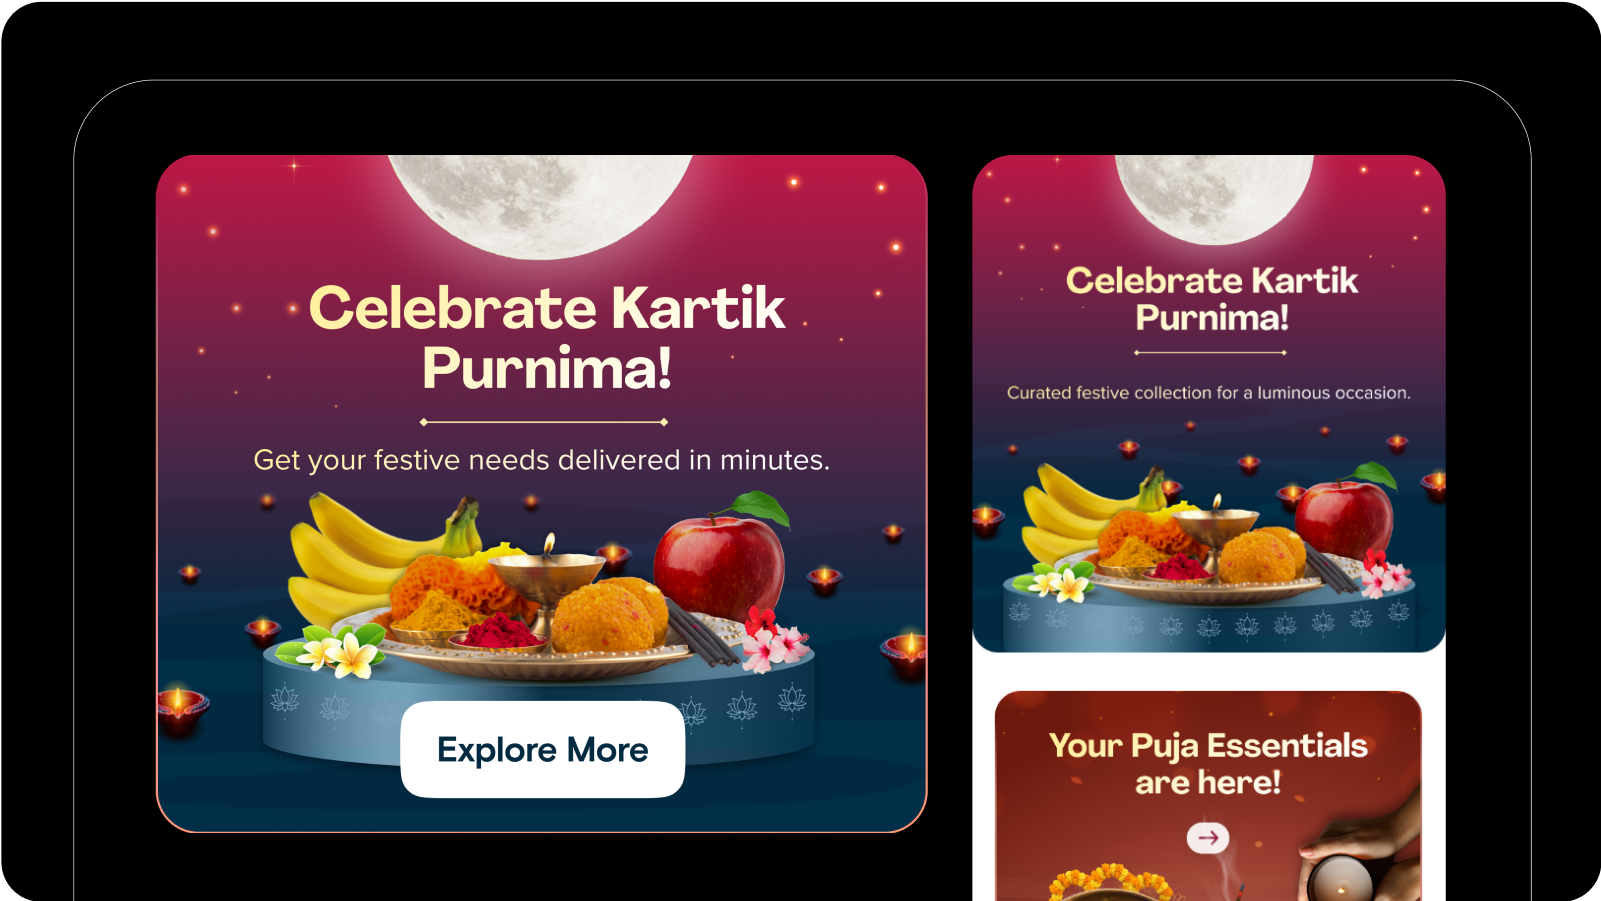 Celebrate Kartik
Purnima!
Get your festive needs delivered in minutes.
Explore More
Celebrate Kartik
Purnima!
Curated festive collection for a luminous occasion.
Your Puja Essentials
are here!